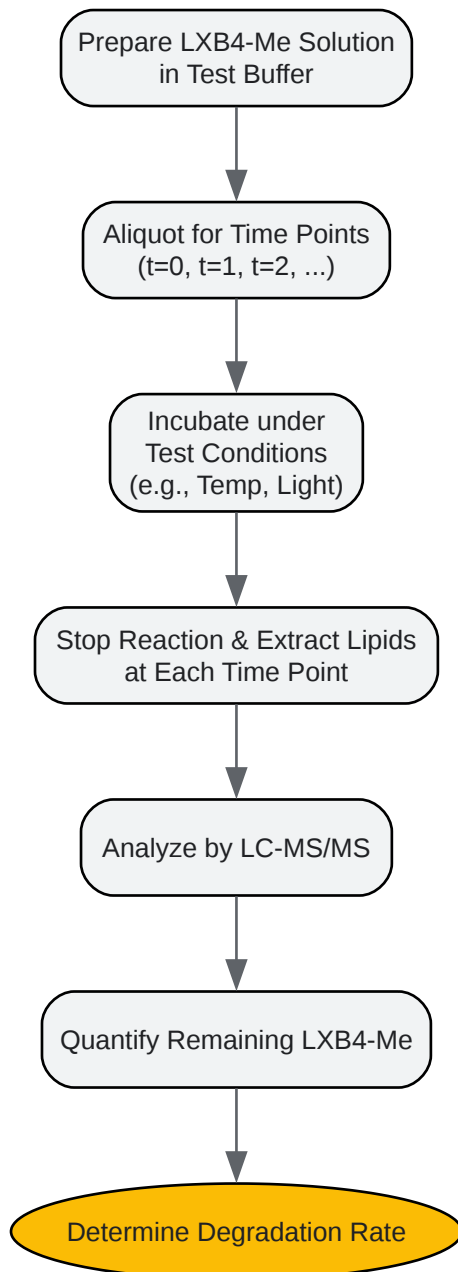 Prepare LXB4-Me Solution
in Test Buffer
Aliquot for Time Points
(t=0, t=1, t=2, ...)
Incubate under
Test Conditions
(e.g., Temp, Light)
Stop Reaction & Extract Lipids
at Each Time Point
Analyze by LC-MS/MS
Quantify Remaining LXB4-Me
Determine Degradation Rate